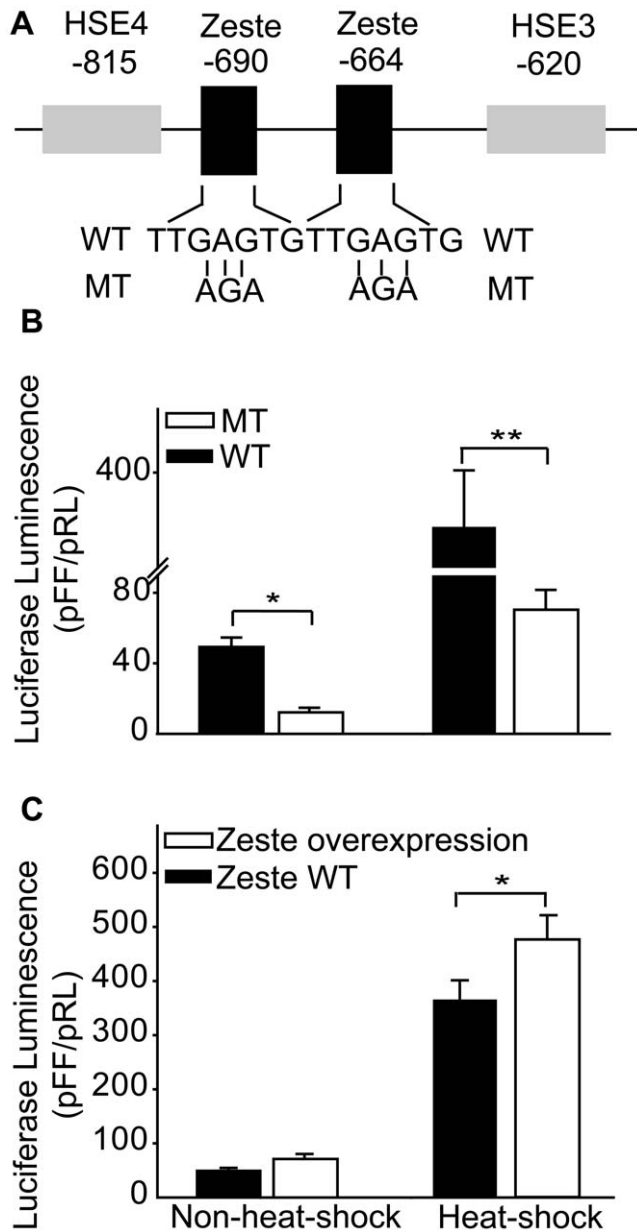 A
HSE4 Zeste Zeste HSE3
-815 -690 -664 -620
WT TTGAGTGTTGAGTG WT
MT AGA AGA MT
B
Luciferase Luminescence
(pFF/pRL)
MT
WT
400
80
40
0
*
**
C
Luciferase Luminescence
(pFF/pRL)
Zeste overexpression
Zeste WT
600
500
400
300
200
100
0
*
Non-heat-shock Heat-shock